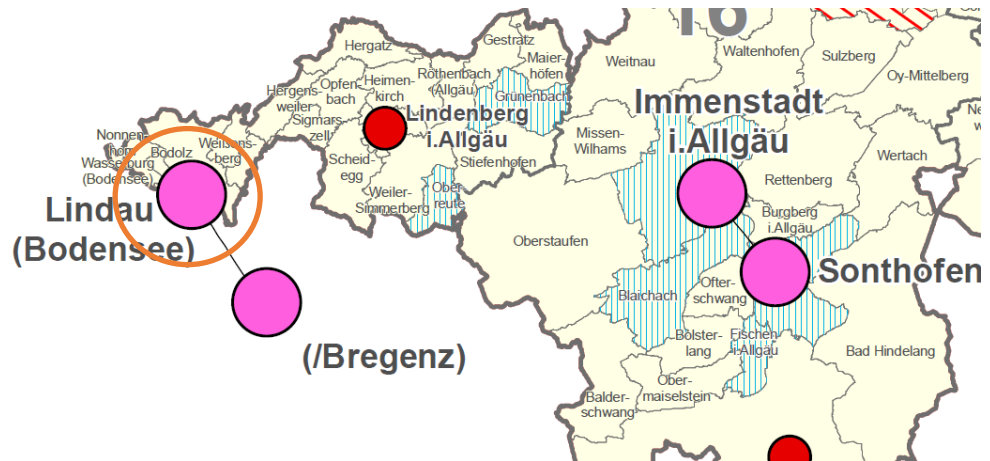 16
Gestratz
Hergatz
Maier-
höfen
Weitnau
Waltenhofen
Sulzberg
Oy-Mittelberg
Opfen-
bach
Heimen-
kirch
Röthenbach
(Allgäu)
Grünenbach
Hergens-
weiler
Sigmars-
zell
Lindenberg
i.Allgäu
Immenstadt
i.Allgäu
Missen-
Wilhams
Nonnen-
horn
Wasserburg
(Bodensee)
Bodolz
Weißens-
berg
Scheid-
egg
Stiefenhofen
Wertach
Weiler-
Simmerberg
Ober-
reute
Rettenberg
Lindau
(Bodensee)
Burgberg
i.Allgäu
Oberstaufen
Sonthofen
Blaichach
Ofter-
schwang
(/Bregenz)
Bolster-
lang
Fischen
i.Allgäu
Bad Hindelang
Ober-
maiselstein
Balder-
schwang